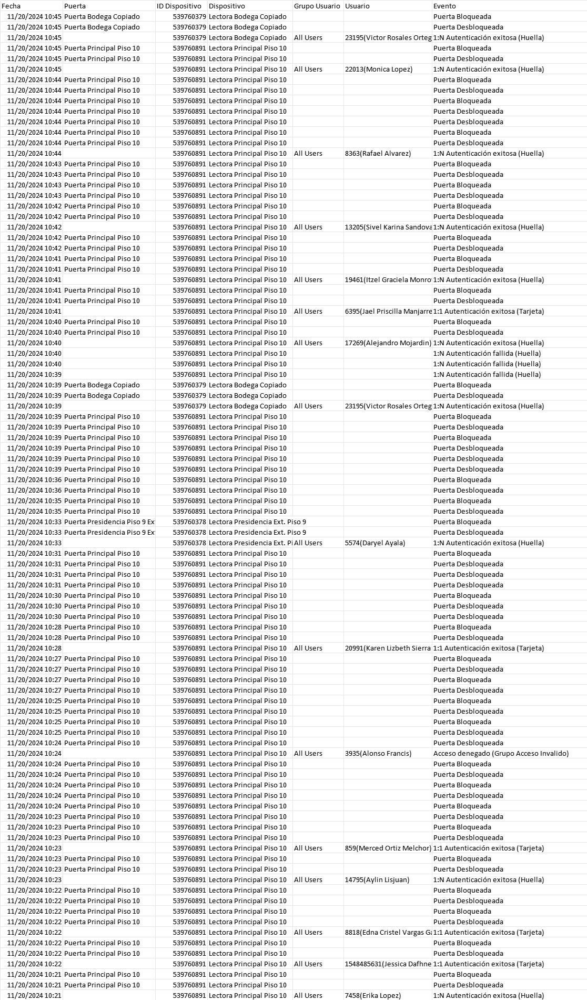 Fecha Puerta ID Dispositivo Dispositivo Grupo Usuario Usuario Evento
11/20/2024 10:45 Puerta Bodega Copiado 539760379 Lectora Bodega Copiado Puerta Bloqueada
11/20/2024 10:45 Puerta Bodega Copiado 539760379 Lectora Bodega Copiado Puerta Desbloqueada
11/20/2024 10:45 539760379 Lectora Bodega Copiado All Users 23195(Victor Rosales Orteg 1:N Autenticación exitosa (Huella)
11/20/2024 10:45 Puerta Principal Piso 10 539760891 Lectora Principal Piso 10 Puerta Bloqueada
11/20/2024 10:45 Puerta Principal Piso 10 539760891 Lectora Principal Piso 10 Puerta Desbloqueada
11/20/2024 10:45 539760891 Lectora Principal Piso 10 All Users 22013(Monica Lopez) 1:N Autenticación exitosa (Huella)
11/20/2024 10:44 Puerta Principal Piso 10 539760891 Lectora Principal Piso 10 Puerta Bloqueada
11/20/2024 10:44 Puerta Principal Piso 10 539760891 Lectora Principal Piso 10 Puerta Desbloqueada
11/20/2024 10:44 Puerta Principal Piso 10 539760891 Lectora Principal Piso 10 Puerta Bloqueada
11/20/2024 10:44 Puerta Principal Piso 10 539760891 Lectora Principal Piso 10 Puerta Desbloqueada
11/20/2024 10:44 Puerta Principal Piso 10 539760891 Lectora Principal Piso 10 Puerta Desbloqueada
11/20/2024 10:44 Puerta Principal Piso 10 539760891 Lectora Principal Piso 10 Puerta Bloqueada
11/20/2024 10:44 Puerta Principal Piso 10 539760891 Lectora Principal Piso 10 Puerta Desbloqueada
11/20/2024 10:44 539760891 Lectora Principal Piso 10 All Users 8363(Rafael Alvarez) 1:N Autenticación exitosa (Huella)
11/20/2024 10:43 Puerta Principal Piso 10 539760891 Lectora Principal Piso 10 Puerta Bloqueada
11/20/2024 10:43 Puerta Principal Piso 10 539760891 Lectora Principal Piso 10 Puerta Desbloqueada
11/20/2024 10:43 Puerta Principal Piso 10 539760891 Lectora Principal Piso 10 Puerta Bloqueada
11/20/2024 10:43 Puerta Principal Piso 10 539760891 Lectora Principal Piso 10 Puerta Desbloqueada
11/20/2024 10:42 Puerta Principal Piso 10 539760891 Lectora Principal Piso 10 Puerta Bloqueada
11/20/2024 10:42 Puerta Principal Piso 10 539760891 Lectora Principal Piso 10 Puerta Desbloqueada
11/20/2024 10:42 539760891 Lectora Principal Piso 10 All Users 13205(Sivel Karina Sandova 1:N Autenticación exitosa (Huella)
11/20/2024 10:42 Puerta Principal Piso 10 539760891 Lectora Principal Piso 10 Puerta Bloqueada
11/20/2024 10:42 Puerta Principal Piso 10 539760891 Lectora Principal Piso 10 Puerta Desbloqueada
11/20/2024 10:41 Puerta Principal Piso 10 539760891 Lectora Principal Piso 10 Puerta Bloqueada
11/20/2024 10:41 Puerta Principal Piso 10 539760891 Lectora Principal Piso 10 Puerta Desbloqueada
11/20/2024 10:41 539760891 Lectora Principal Piso 10 All Users 19461(Itzel Graciela Monro 1:N Autenticación exitosa (Huella)
11/20/2024 10:41 Puerta Principal Piso 10 539760891 Lectora Principal Piso 10 Puerta Bloqueada
11/20/2024 10:41 Puerta Principal Piso 10 539760891 Lectora Principal Piso 10 Puerta Desbloqueada
11/20/2024 10:41 539760891 Lectora Principal Piso 10 All Users 6395(Jael Priscilla Manjarre 1:1 Autenticación exitosa (Tarjeta)
11/20/2024 10:40 Puerta Principal Piso 10 539760891 Lectora Principal Piso 10 Puerta Bloqueada
11/20/2024 10:40 Puerta Principal Piso 10 539760891 Lectora Principal Piso 10 Puerta Desbloqueada
11/20/2024 10:40 539760891 Lectora Principal Piso 10 All Users 17269(Alejandro Mojardin) 1:N Autenticación exitosa (Huella)
11/20/2024 10:40 539760891 Lectora Principal Piso 10 1:N Autenticación fallida (Huella)
11/20/2024 10:40 539760891 Lectora Principal Piso 10 1:N Autenticación fallida (Huella)
11/20/2024 10:39 539760891 Lectora Principal Piso 10 1:N Autenticación fallida (Huella)
11/20/2024 10:39 Puerta Bodega Copiado 539760379 Lectora Bodega Copiado Puerta Bloqueada
11/20/2024 10:39 Puerta Bodega Copiado 539760379 Lectora Bodega Copiado Puerta Desbloqueada
11/20/2024 10:39 539760379 Lectora Bodega Copiado All Users 23195(Victor Rosales Orteg 1:N Autenticación exitosa (Huella)
11/20/2024 10:39 Puerta Principal Piso 10 539760891 Lectora Principal Piso 10 Puerta Bloqueada
11/20/2024 10:39 Puerta Principal Piso 10 539760891 Lectora Principal Piso 10 Puerta Desbloqueada
11/20/2024 10:39 Puerta Principal Piso 10 539760891 Lectora Principal Piso 10 Puerta Bloqueada
11/20/2024 10:39 Puerta Principal Piso 10 539760891 Lectora Principal Piso 10 Puerta Desbloqueada
11/20/2024 10:39 Puerta Principal Piso 10 539760891 Lectora Principal Piso 10 Puerta Desbloqueada
11/20/2024 10:39 Puerta Principal Piso 10 539760891 Lectora Principal Piso 10 Puerta Desbloqueada
11/20/2024 10:36 Puerta Principal Piso 10 539760891 Lectora Principal Piso 10 Puerta Bloqueada
11/20/2024 10:36 Puerta Principal Piso 10 539760891 Lectora Principal Piso 10 Puerta Desbloqueada
11/20/2024 10:35 Puerta Principal Piso 10 539760891 Lectora Principal Piso 10 Puerta Bloqueada
11/20/2024 10:35 Puerta Principal Piso 10 539760891 Lectora Principal Piso 10 Puerta Desbloqueada
11/20/2024 10:33 Puerta Presidencia Piso 9 Ex 539760378 Lectora Presidencia Ext. Piso 9 Puerta Bloqueada
11/20/2024 10:33 Puerta Presidencia Piso 9 Ex 539760378 Lectora Presidencia Ext. Piso 9 Puerta Desbloqueada
11/20/2024 10:33 539760378 Lectora Presidencia Ext. Pi All Users 5574(Daryel Ayala) 1:N Autenticación exitosa (Huella)
11/20/2024 10:31 Puerta Principal Piso 10 539760891 Lectora Principal Piso 10 Puerta Bloqueada
11/20/2024 10:31 Puerta Principal Piso 10 539760891 Lectora Principal Piso 10 Puerta Desbloqueada
11/20/2024 10:31 Puerta Principal Piso 10 539760891 Lectora Principal Piso 10 Puerta Desbloqueada
11/20/2024 10:31 Puerta Principal Piso 10 539760891 Lectora Principal Piso 10 Puerta Desbloqueada
11/20/2024 10:30 Puerta Principal Piso 10 539760891 Lectora Principal Piso 10 Puerta Bloqueada
11/20/2024 10:30 Puerta Principal Piso 10 539760891 Lectora Principal Piso 10 Puerta Desbloqueada
11/20/2024 10:30 Puerta Principal Piso 10 539760891 Lectora Principal Piso 10 Puerta Desbloqueada
11/20/2024 10:28 Puerta Principal Piso 10 539760891 Lectora Principal Piso 10 Puerta Bloqueada
11/20/2024 10:28 Puerta Principal Piso 10 539760891 Lectora Principal Piso 10 Puerta Desbloqueada
11/20/2024 10:28 539760891 Lectora Principal Piso 10 All Users 20991(Karen Lizbeth Sierra 1:1 Autenticación exitosa (Tarjeta)
11/20/2024 10:27 Puerta Principal Piso 10 539760891 Lectora Principal Piso 10 Puerta Bloqueada
11/20/2024 10:27 Puerta Principal Piso 10 539760891 Lectora Principal Piso 10 Puerta Desbloqueada
11/20/2024 10:27 Puerta Principal Piso 10 539760891 Lectora Principal Piso 10 Puerta Bloqueada
11/20/2024 10:27 Puerta Principal Piso 10 539760891 Lectora Principal Piso 10 Puerta Desbloqueada
11/20/2024 10:25 Puerta Principal Piso 10 539760891 Lectora Principal Piso 10 Puerta Bloqueada
11/20/2024 10:25 Puerta Principal Piso 10 539760891 Lectora Principal Piso 10 Puerta Desbloqueada
11/20/2024 10:25 Puerta Principal Piso 10 539760891 Lectora Principal Piso 10 Puerta Bloqueada
11/20/2024 10:25 Puerta Principal Piso 10 539760891 Lectora Principal Piso 10 Puerta Desbloqueada
11/20/2024 10:24 Puerta Principal Piso 10 539760891 Lectora Principal Piso 10 Puerta Desbloqueada
11/20/2024 10:24 539760891 Lectora Principal Piso 10 All Users 3935(Alonso Francis) Acceso denegado (Grupo Acceso Invalido)
11/20/2024 10:24 Puerta Principal Piso 10 539760891 Lectora Principal Piso 10 Puerta Bloqueada
11/20/2024 10:24 Puerta Principal Piso 10 539760891 Lectora Principal Piso 10 Puerta Desbloqueada
11/20/2024 10:24 Puerta Principal Piso 10 539760891 Lectora Principal Piso 10 Puerta Bloqueada
11/20/2024 10:24 Puerta Principal Piso 10 539760891 Lectora Principal Piso 10 Puerta Desbloqueada
11/20/2024 10:24 Puerta Principal Piso 10 539760891 Lectora Principal Piso 10 Puerta Bloqueada
11/20/2024 10:23 Puerta Principal Piso 10 539760891 Lectora Principal Piso 10 Puerta Desbloqueada
11/20/2024 10:23 Puerta Principal Piso 10 539760891 Lectora Principal Piso 10 Puerta Bloqueada
11/20/2024 10:23 Puerta Principal Piso 10 539760891 Lectora Principal Piso 10 Puerta Desbloqueada
11/20/2024 10:23 539760891 Lectora Principal Piso 10 All Users 859(Merced Ortiz Melchor) 1:1 Autenticación exitosa (Tarjeta)
11/20/2024 10:23 Puerta Principal Piso 10 539760891 Lectora Principal Piso 10 Puerta Bloqueada
11/20/2024 10:23 Puerta Principal Piso 10 539760891 Lectora Principal Piso 10 Puerta Desbloqueada
11/20/2024 10:23 539760891 Lectora Principal Piso 10 All Users 14795(Aylin Lisjuan) 1:N Autenticación exitosa (Huella)
11/20/2024 10:22 Puerta Principal Piso 10 539760891 Lectora Principal Piso 10 Puerta Bloqueada
11/20/2024 10:22 Puerta Principal Piso 10 539760891 Lectora Principal Piso 10 Puerta Desbloqueada
11/20/2024 10:22 Puerta Principal Piso 10 539760891 Lectora Principal Piso 10 Puerta Bloqueada
11/20/2024 10:22 Puerta Principal Piso 10 539760891 Lectora Principal Piso 10 Puerta Desbloqueada
11/20/2024 10:22 539760891 Lectora Principal Piso 10 All Users 8818(Edna Cristel Vargas Ga 1:1 Autenticación exitosa (Tarjeta)
11/20/2024 10:22 Puerta Principal Piso 10 539760891 Lectora Principal Piso 10 Puerta Bloqueada
11/20/2024 10:22 Puerta Principal Piso 10 539760891 Lectora Principal Piso 10 Puerta Desbloqueada
11/20/2024 10:22 539760891 Lectora Principal Piso 10 All Users 1548485631(Jessica Dafhne 1:1 Autenticación exitosa (Tarjeta)
11/20/2024 10:21 Puerta Principal Piso 10 539760891 Lectora Principal Piso 10 Puerta Bloqueada
11/20/2024 10:21 Puerta Principal Piso 10 539760891 Lectora Principal Piso 10 Puerta Desbloqueada
11/20/2024 10:21 539760891 Lectora Principal Piso 10 All Users 7458(Erika Lopez) 1:N Autenticación exitosa (Huella)